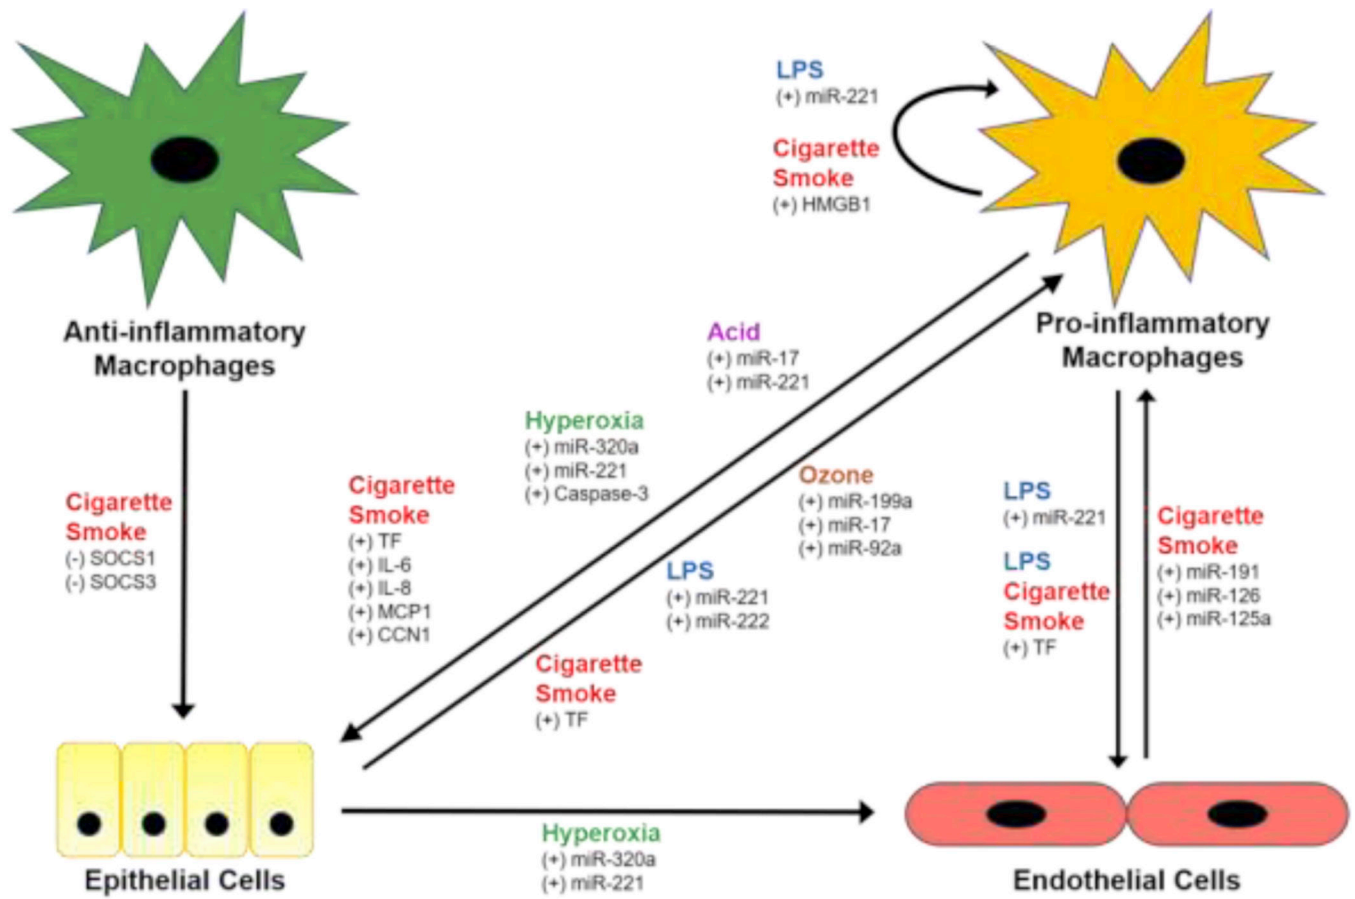 LPS
(+) miR-221
Cigarette
Smoke
(+) HMGB1
Anti-inflammatory
Macrophages
Pro-inflammatory
Macrophages
Cigarette
Smoke
(-) SOCS1
(-) SOCS3
Cigarette
Smoke
(+) TF
(+) IL-6
(+) IL-8
(+) MCP1
(+) CCN1
Hyperoxia
(+) miR-320a
(+) miR-221
(+) Caspase-3
Acid
(+) miR-17
(+) miR-221
Cigarette
Smoke
(+) TF
LPS
(+) miR-221
(+) miR-222
Ozone
(+) miR-199a
(+) miR-17
(+) miR-92a
LPS
(+) miR-221
LPS
Cigarette
Smoke
(+) TF
Cigarette
Smoke
(+) miR-191
(+) miR-126
(+) miR-125a
Hyperoxia
(+) miR-320a
(+) miR-221
Epithelial Cells
Endothelial Cells